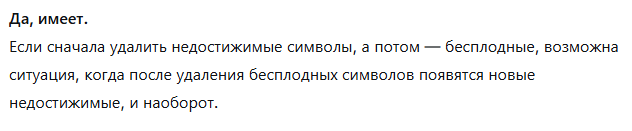 Да, имеет.
Если сначала удалить недостижимые символы, а потом — бесплодные, возможна
ситуация, когда после удаления бесплодных символов появятся новые
недостижимые, и наоборот.